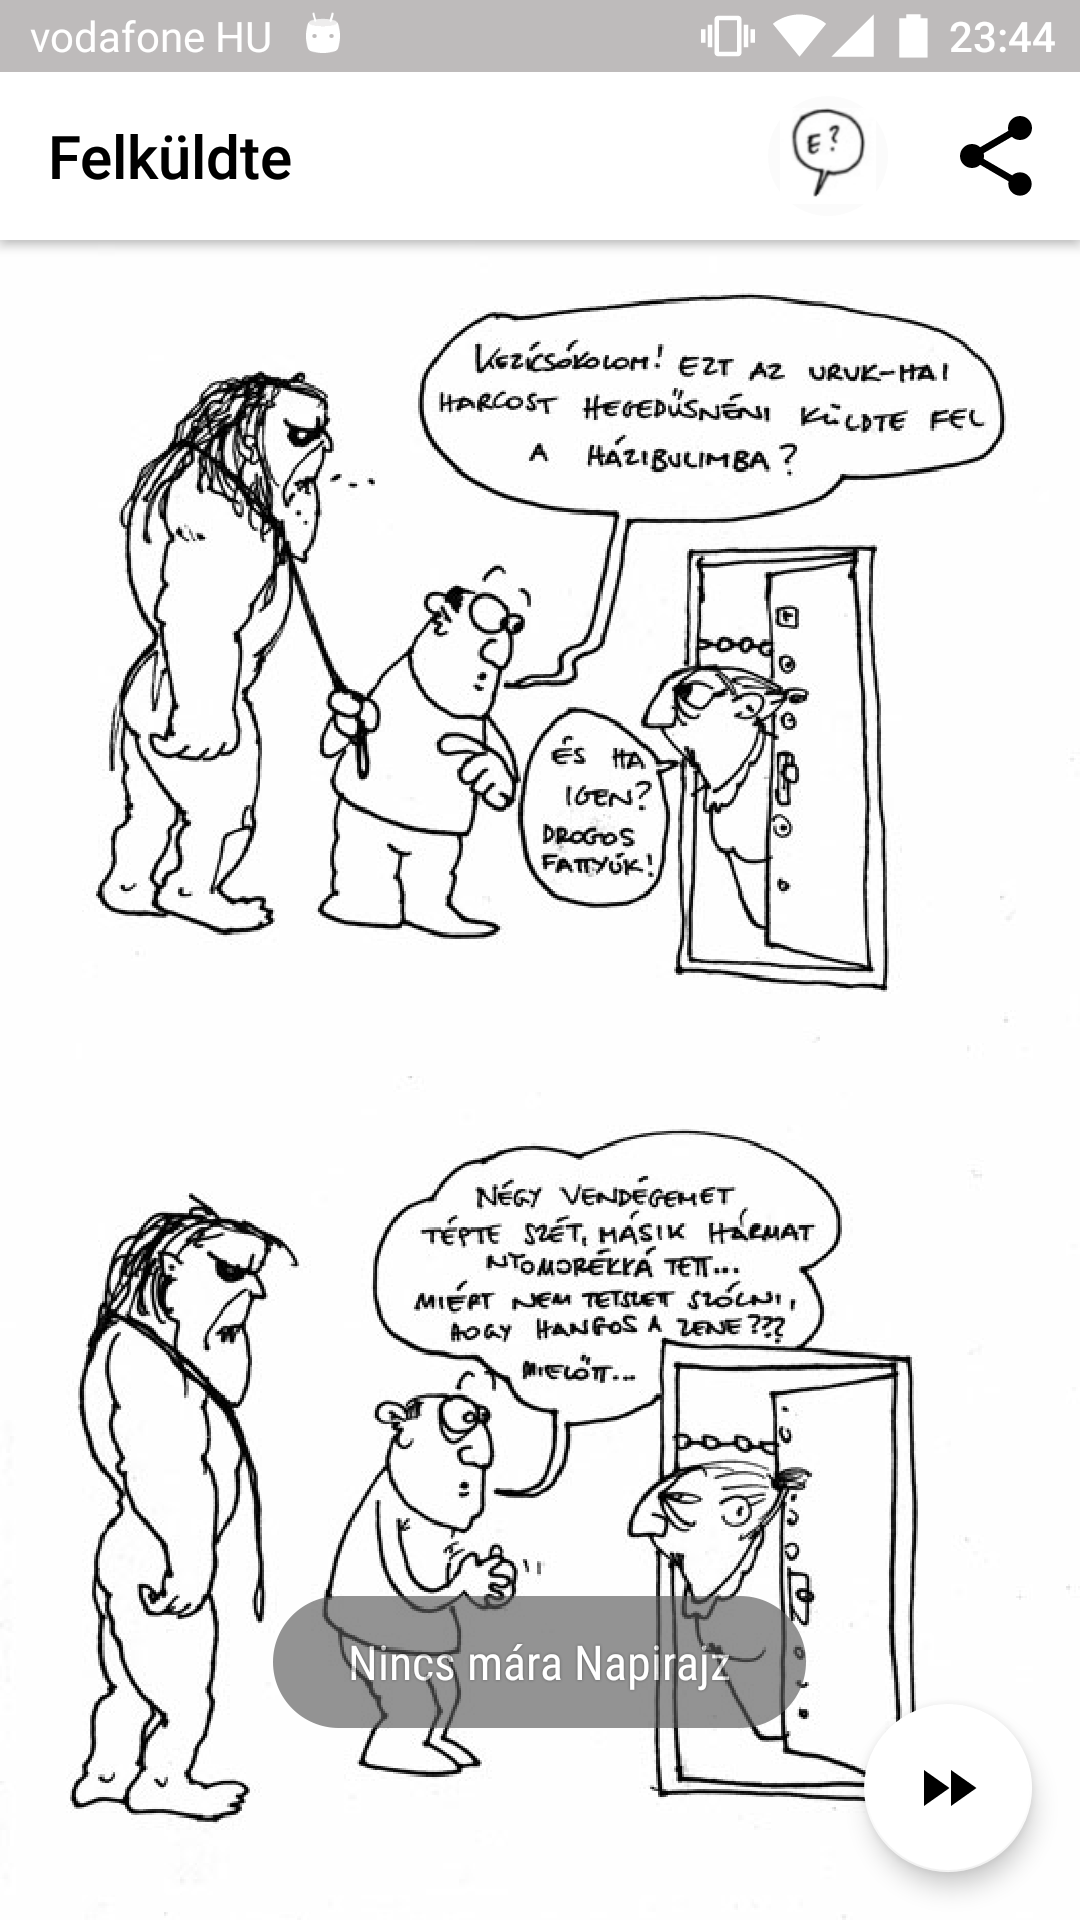 vodafone HU
23:44
Felküldte
E?
KEZICSÓKOLOM! EZT AZ URUK-HAI
HARCOST HEGEDŰSNÉNI KÜLDTE FEL
A HÁZIBULIMBA?
ÉS HA
IGEN?
DROGOS
FATTYÚK!
NÉGY VENDÉGEMET
TÉPTE SZÉT, MÁSIK HÁRMAT
NYOMORÉKKÁ TETT...
MIÉRT NEM TETSZETT SZÓLNI,
HOGY HANGOS A ZENE???
MIELŐTT...
Nincs mára Napirajz